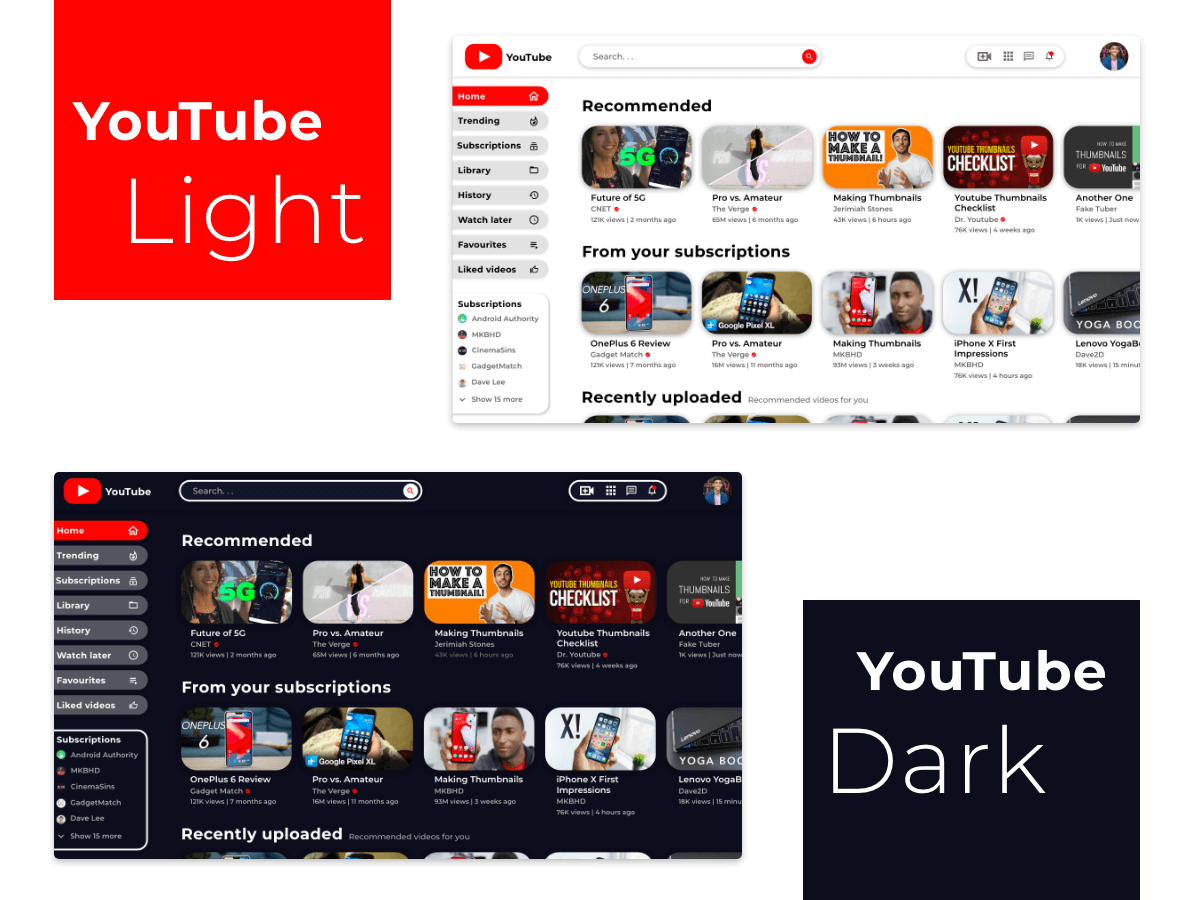 YouTube
Light
YouTube
Search. . .
Home
Trending
Subscriptions
Library
History
Watch later
Favourites
Liked videos
Subscriptions
Android Authority
MKBHD
CinemaSins
GadgetMatch
Dave Lee
Show 15 more
Recommended
5G
HOW TO
MAKE A
THUMBNAIL!
YOUTUBE THUMBNAILS
CHECKLIST
HOW TO MAKE
THUMBNAILS
FOR YouTube
Future of 5G
CNET
121K views | 2 months ago
Pro vs. Amateur
The Verge
65M views | 6 months ago
Making Thumbnails
Jerimiah Stones
43K views | 6 hours ago
Youtube Thumbnails
Checklist
Dr. Youtube
76K views | 4 weeks ago
Another One
Fake Tuber
1K views | Just now
From your subscriptions
ONEPLUS
6
Google Pixel XL
X!
Lenovo
YOGA BOO
OnePlus 6 Review
Gadget Match
121K views | 7 months ago
Pro vs. Amateur
The Verge
16M views | 11 months ago
Making Thumbnails
MKBHD
93M views | 3 weeks ago
iPhone X First
Impressions
MKBHD
76K views | 4 hours ago
Lenovo YogaB
Dave2D
18K views | 15 minut
Recently uploaded Recommended videos for you
YouTube
Search. . .
Home
Trending
Subscriptions
Library
History
Watch later
Favourites
Liked videos
Subscriptions
Android Authority
MKBHD
CinemaSins
GadgetMatch
Dave Lee
Show 15 more
Recommended
5G
HOW TO
MAKE A
THUMBNAIL!
YOUTUBE THUMBNAILS
CHECKLIST
HOW TO MAKE
THUMBNAILS
FOR YouTube
Future of 5G
CNET
121K views | 2 months ago
Pro vs. Amateur
The Verge
65M views | 6 months ago
Making Thumbnails
Jerimiah Stones
43K views | 6 hours ago
Youtube Thumbnails
Checklist
Dr. Youtube
76K views | 4 weeks ago
Another One
Fake Tuber
1K views | Just now
From your subscriptions
ONEPLUS
6
Google Pixel XL
X!
Lenovo
YOGA BOO
OnePlus 6 Review
Gadget Match
121K views | 7 months ago
Pro vs. Amateur
The Verge
16M views | 11 months ago
Making Thumbnails
MKBHD
93M views | 3 weeks ago
iPhone X First
Impressions
MKBHD
76K views | 4 hours ago
Lenovo YogaB
Dave2D
18K views | 15 minu
Recently uploaded Recommended videos for you
YouTube
Dark